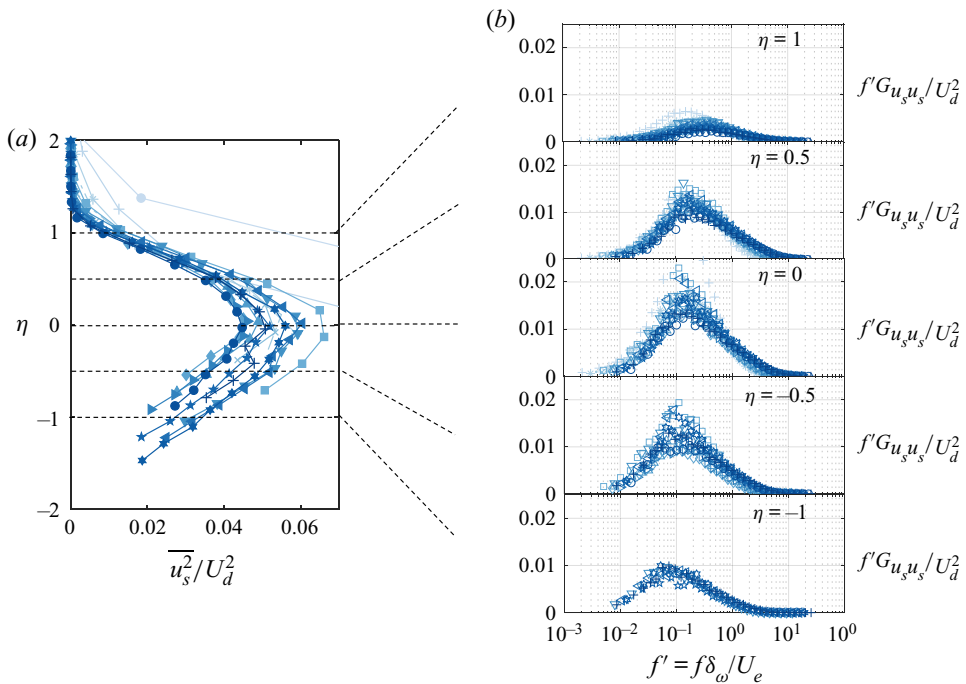 (a)
2
1
η
0
−1
−2
0
0.02
0.04
0.06
u_s^2/U_d^2
(b)
0.02
0.01
0
η = 1
f′G_{u_s u_s}/U_d^2
0.02
0.01
0
η = 0.5
f′G_{u_s u_s}/U_d^2
0.02
0.01
0
η = 0
f′G_{u_s u_s}/U_d^2
0.02
0.01
0
η = −0.5
f′G_{u_s u_s}/U_d^2
0.02
0.01
0
η = −1
f′G_{u_s u_s}/U_d^2
10^{−3}
10^{−2}
10^{−1}
10^0
10^1
10^0
f′ = fδ_ω/U_e